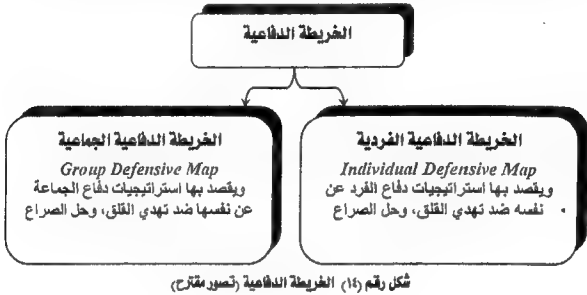 الخريطة الدفاعية
الخريطة الدفاعية الفردية
Individual Defensive Map
ويقصد بها استراتيجيات دفاع الفرد عن
نفسه ضد تهدي القلق، وحل الصراع
الخريطة الدفاعية الجماعية
Group Defensive Map
ويقصد بها استراتيجيات دفاع الجماعة
عن نفسها ضد تهدي القلق، وحل الصراع
شكل رقم (١٤) الخريطة الدفاعية (تصور مقترح)